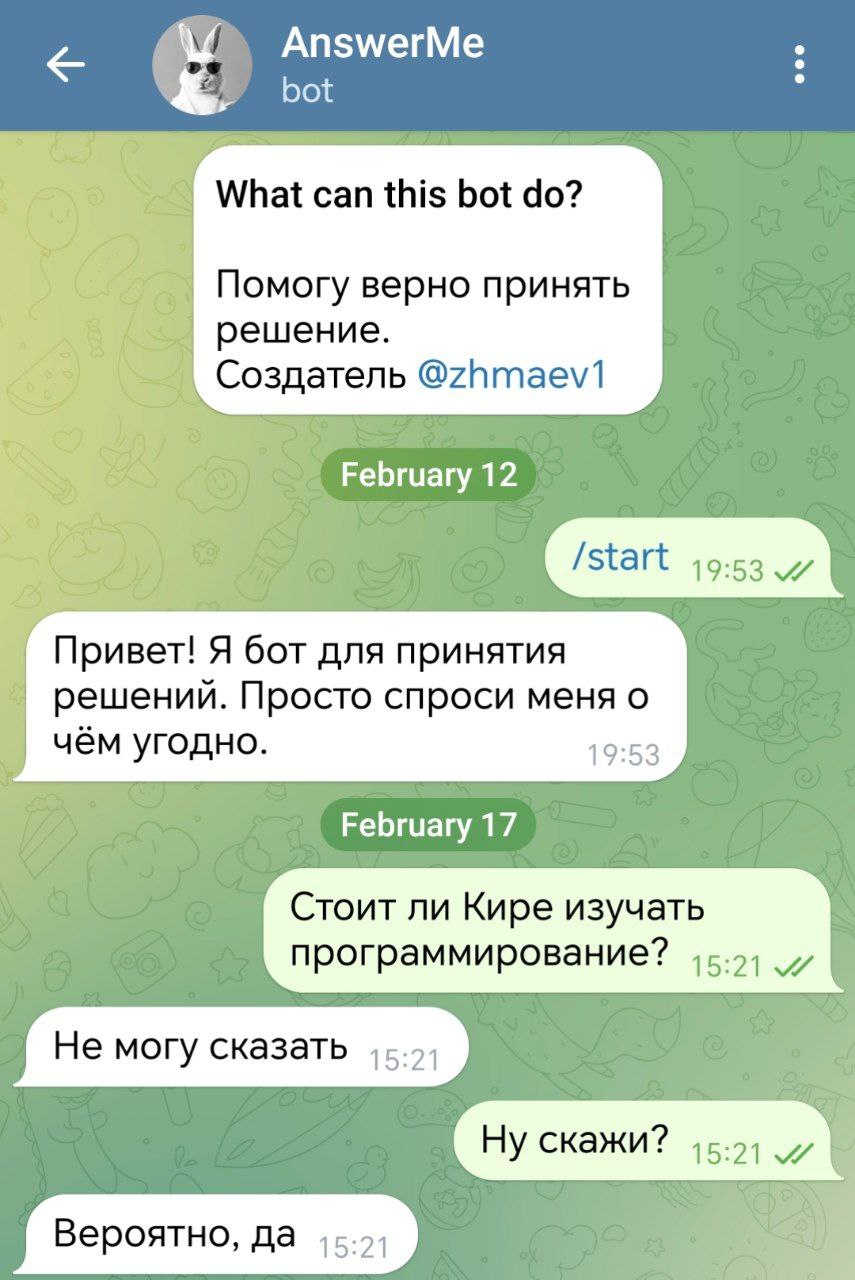 AnswerMe
bot
What can this bot do?
Помогу верно принять
решение.
Создатель @zhmaev1
February 12
/start 19:53
Привет! Я бот для принятия
решений. Просто спроси меня о
чём угодно. 19:53
February 17
Стоит ли Кире изучать
программирование? 15:21
Не могу сказать 15:21
Ну скажи? 15:21
Вероятно, да 15:21